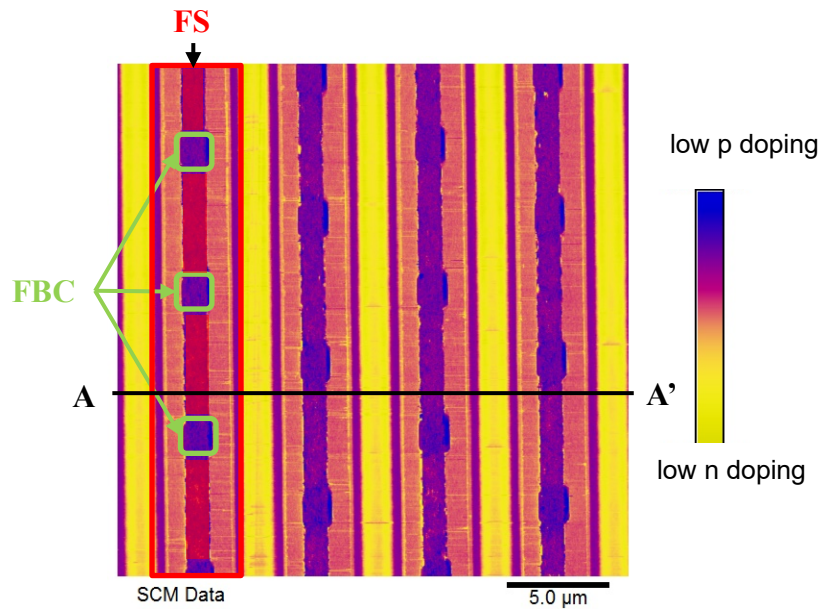 FS
low p doping
FBC
A
A’
low n doping
SCM Data
5.0 µm